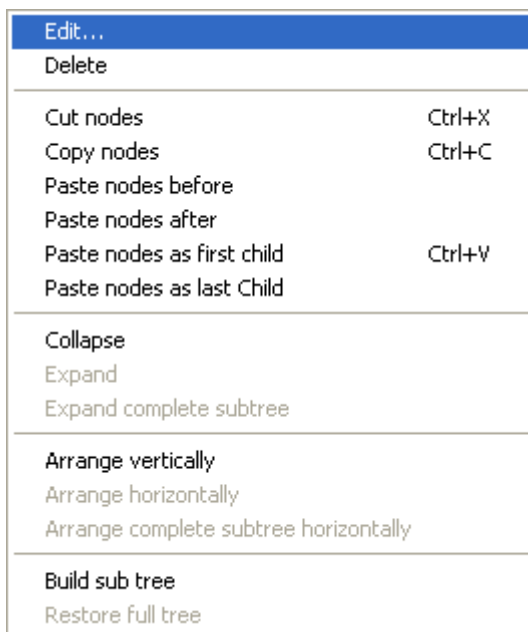 Edit...
Delete
Cut nodes Ctrl+X
Copy nodes Ctrl+C
Paste nodes before
Paste nodes after
Paste nodes as first child Ctrl+V
Paste nodes as last Child
Collapse
Expand
Expand complete subtree
Arrange vertically
Arrange horizontally
Arrange complete subtree horizontally
Build sub tree
Restore full tree